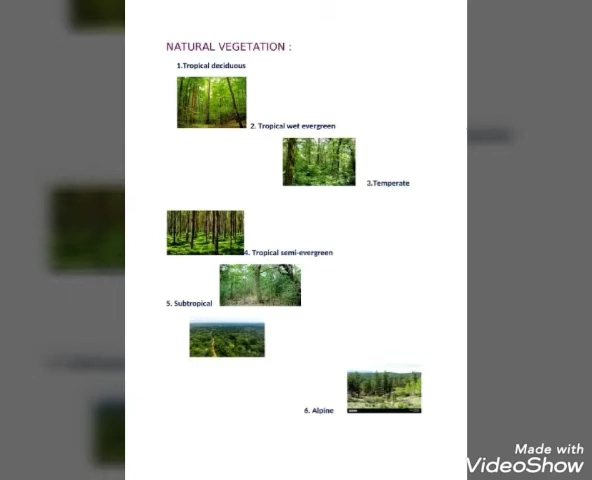 NATURAL VEGETATION :
1.Tropical deciduous
2. Tropical wet evergreen
3.Temperate
4. Tropical semi-evergreen
5. Subtropical
6. Alpine
Made with
VideoShow